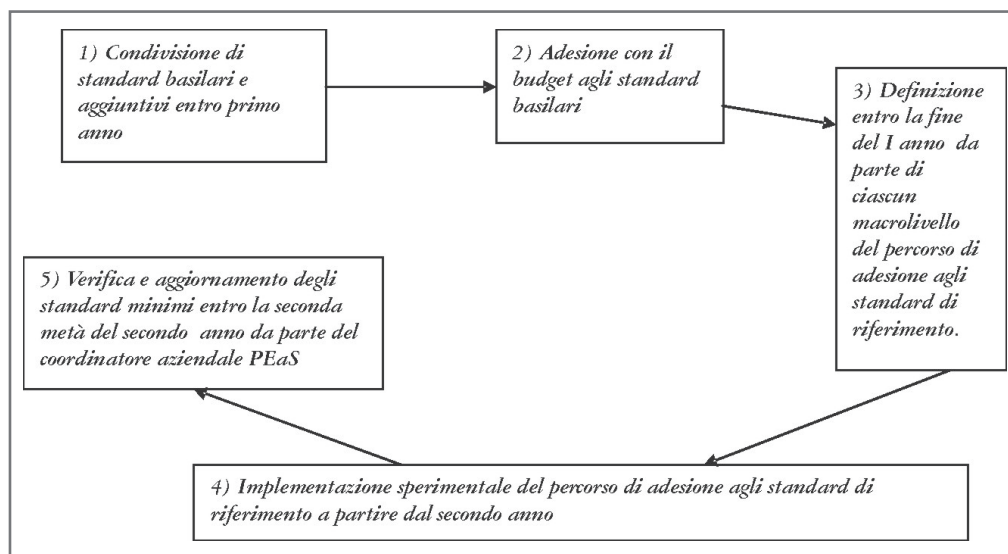 1) Condivisione di
standard basilari e
aggiuntivi entro primo
anno
2) Adesione con il
budget agli standard
basilari
3) Definizione
entro la fine
del I anno da
parte di
ciascun
macrolivello
del percorso di
adesione agli
standard di
riferimento.
4) Implementazione sperimentale del percorso di adesione agli standard di
riferimento a partire dal secondo anno
5) Verifica e aggiornamento degli
standard minimi entro la seconda
metà del secondo anno da parte del
coordinatore aziendale PEaS